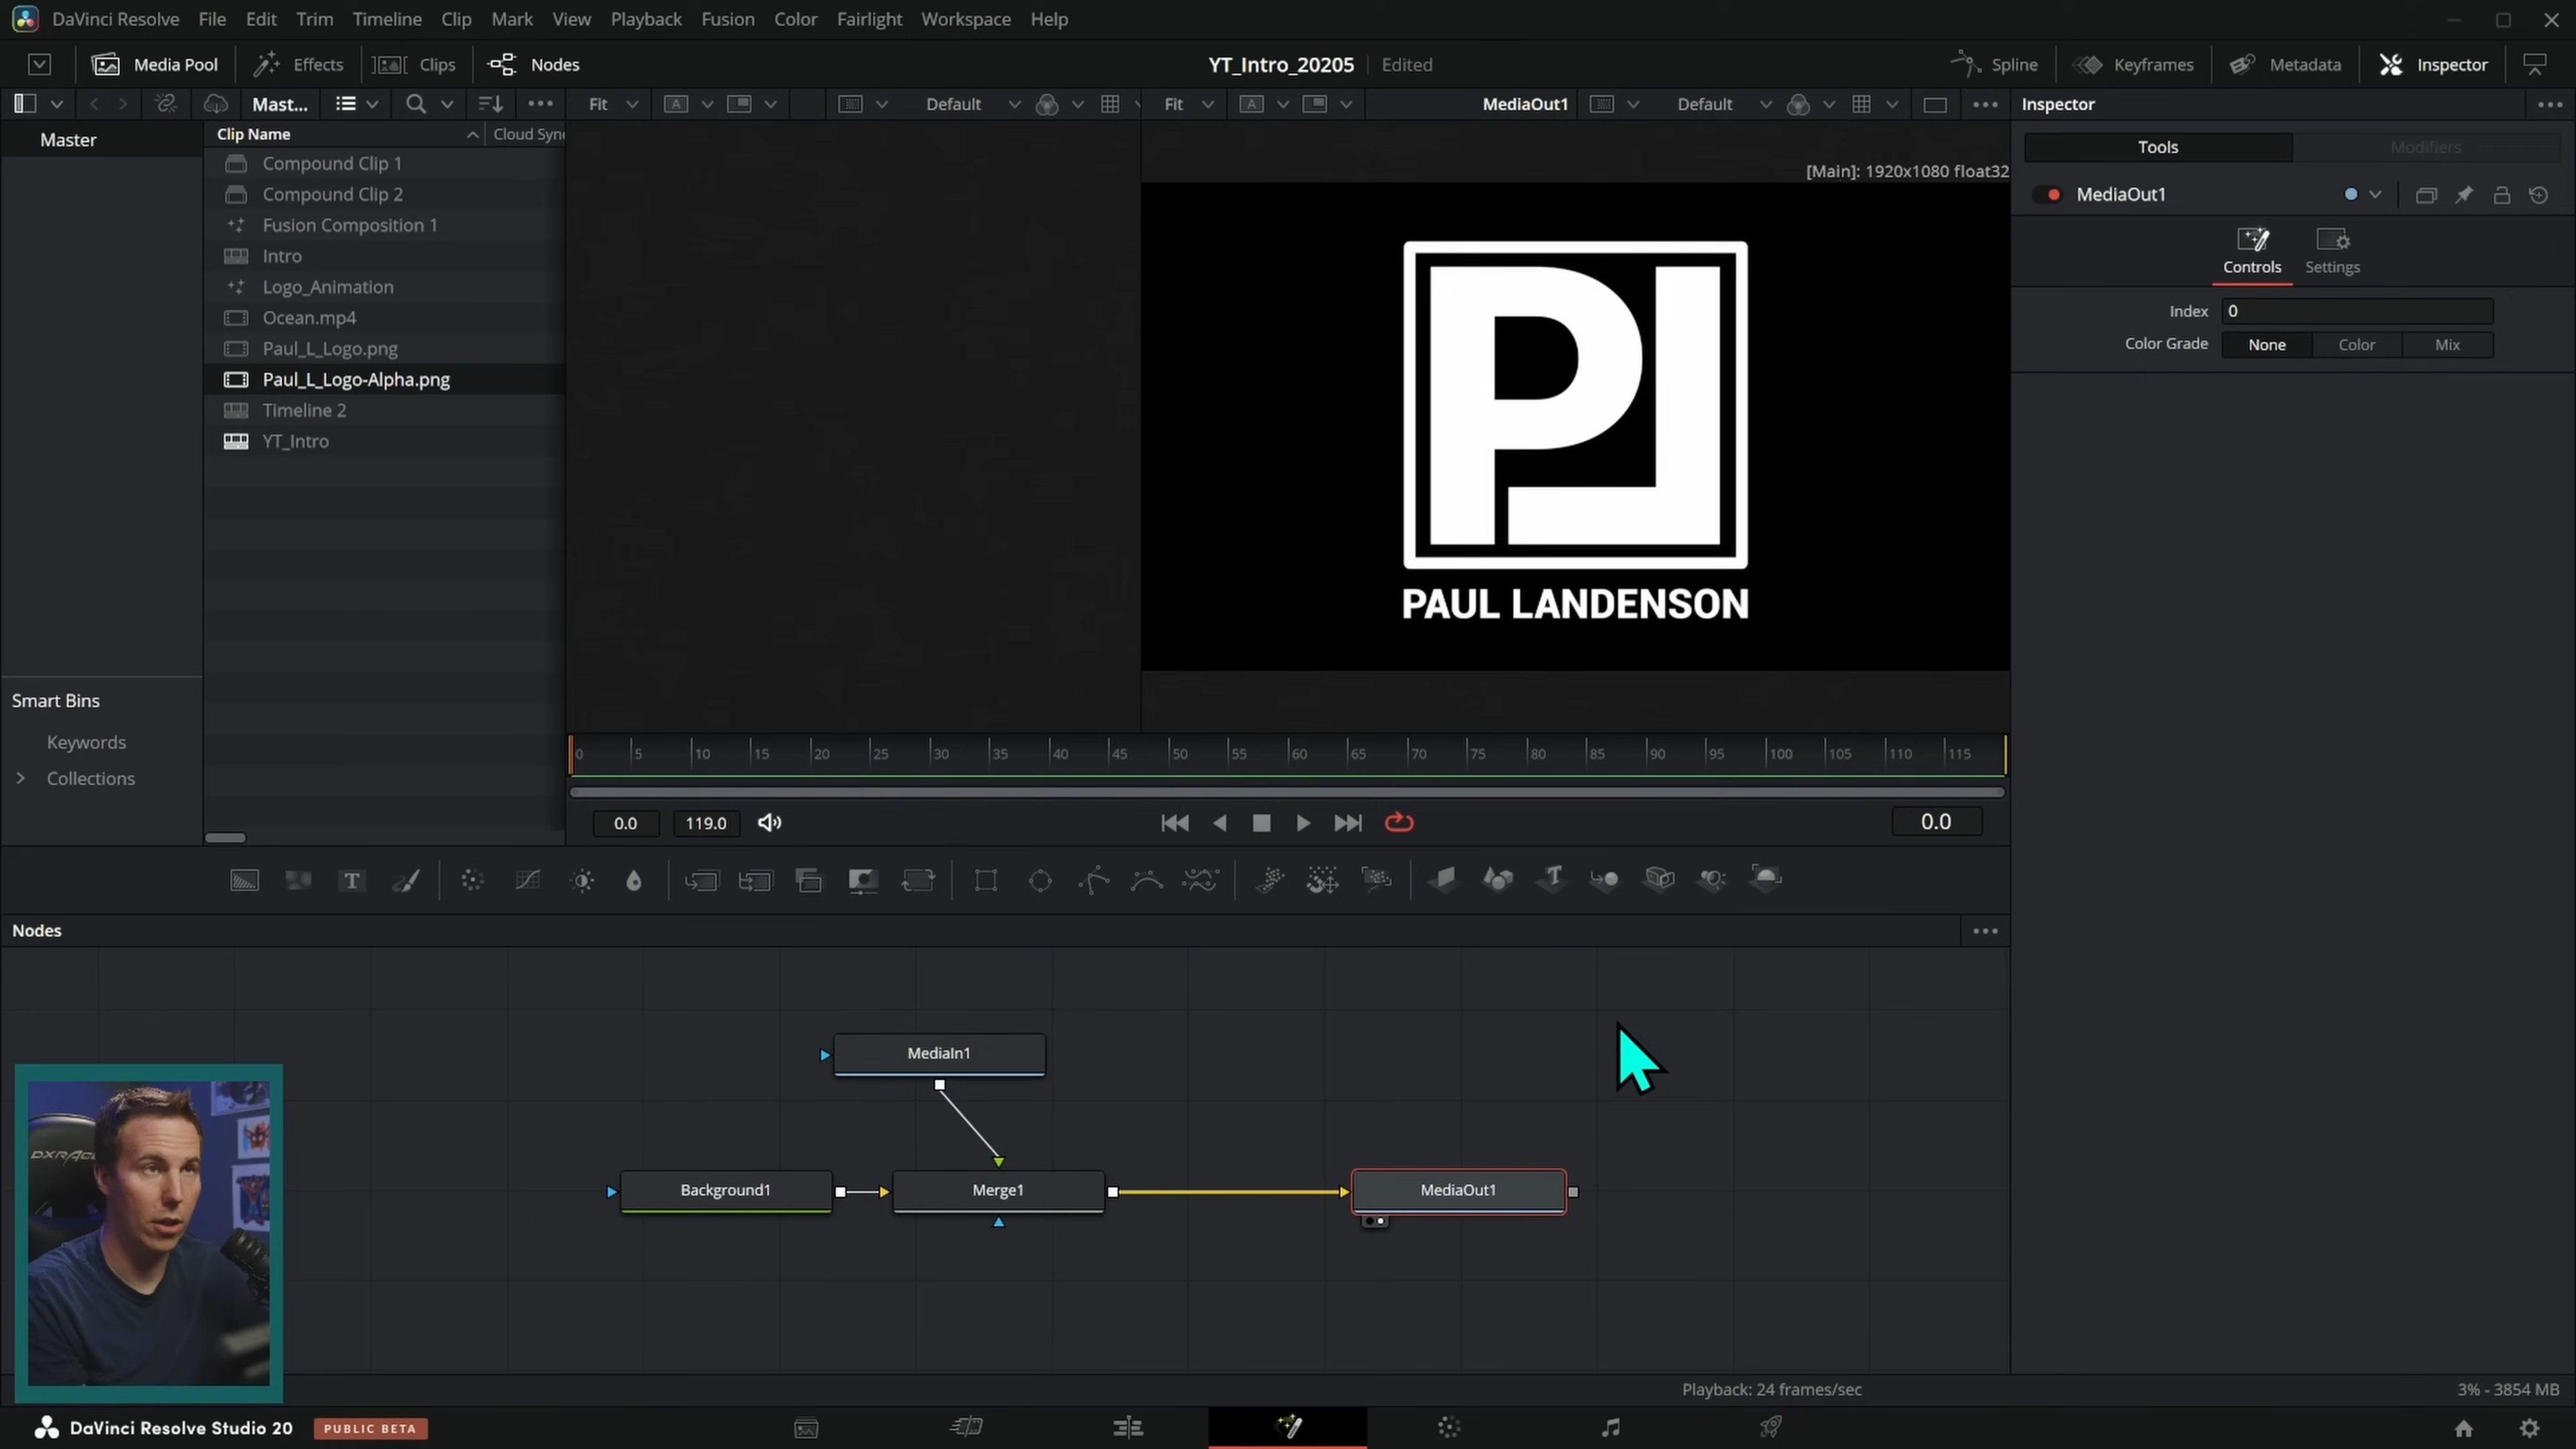 DaVinci Resolve File Edit Trim Timeline Clip Mark View Playback Fusion Color Fairlight Workspace Help
Media Pool Effects Clips Nodes YT_Intro_20205 Edited Spline Keyframes Metadata Inspector
Mast... Fit A Default Fit A MediaOut1 Default Inspector
Master
Clip Name Cloud Sync
Compound Clip 1
Compound Clip 2
Fusion Composition 1
Intro
Logo_Animation
Ocean.mp4
Paul_L_Logo.png
Paul_L_Logo-Alpha.png
Timeline 2
YT_Intro
Smart Bins
Keywords
Collections
[Main]: 1920x1080 float32
PL
PAUL LANDENSON
Tools Modifiers
MediaOut1
Controls Settings
Index 0
Color Grade None Color Mix
0 5 10 15 20 25 30 35 40 45 50 55 60 65 70 75 80 85 90 95 100 105 110 115
0.0 119.0 0.0
T
Nodes
MediaIn1
Background1 Merge1 MediaOut1
DXRAC
Playback: 24 frames/sec 3% - 3854 MB
DaVinci Resolve Studio 20 PUBLIC BETA